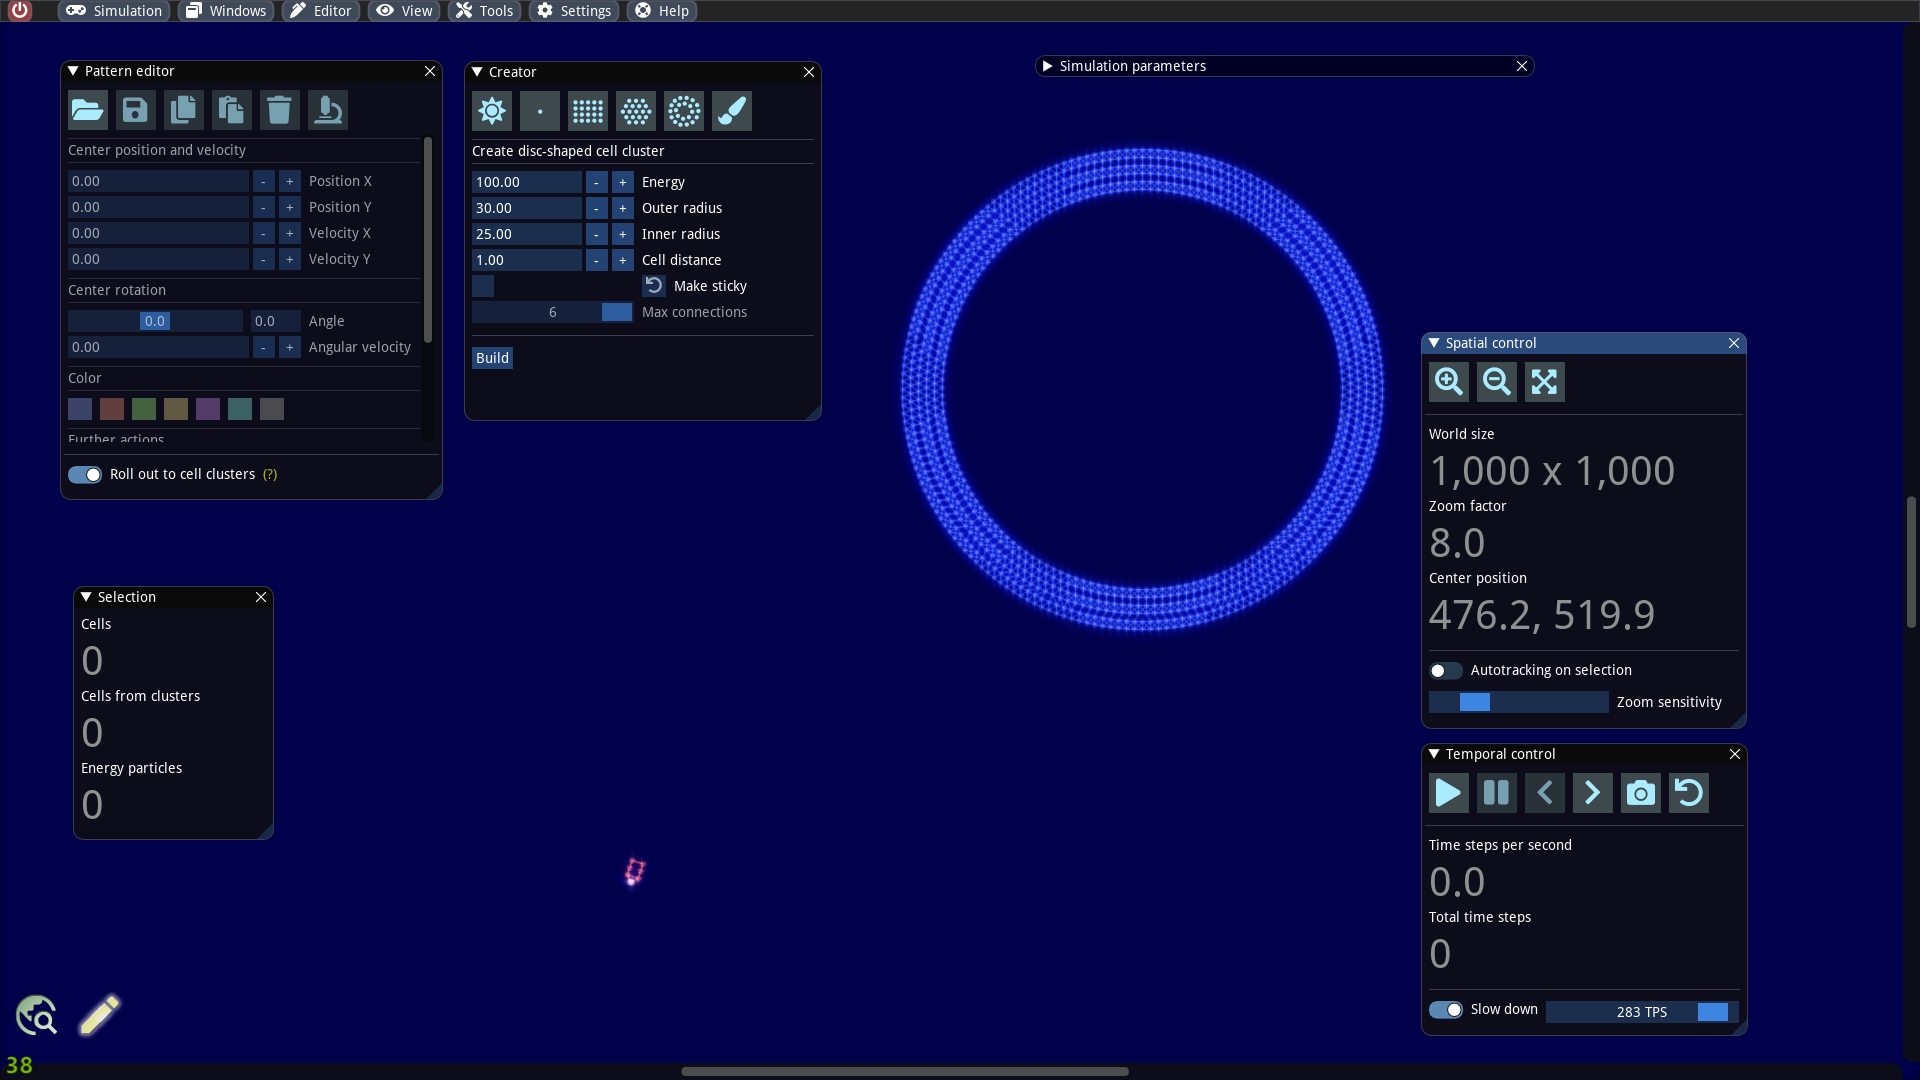 Simulation Windows Editor View Tools Settings Help
Pattern editor
Center position and velocity
0.00 - + Position X
0.00 - + Position Y
0.00 - + Velocity X
0.00 - + Velocity Y
Center rotation
0.0 0.0 Angle
0.00 - + Angular velocity
Color
Further actions
Roll out to cell clusters (?)
Creator
Create disc-shaped cell cluster
100.00 - + Energy
30.00 - + Outer radius
25.00 - + Inner radius
1.00 - + Cell distance
Make sticky
6 Max connections
Build
Simulation parameters
Selection
Cells
0
Cells from clusters
0
Energy particles
0
Spatial control
World size
1,000 x 1,000
Zoom factor
8.0
Center position
476.2, 519.9
Autotracking on selection
Zoom sensitivity
Temporal control
Time steps per second
0.0
Total time steps
0
Slow down 283 TPS
38